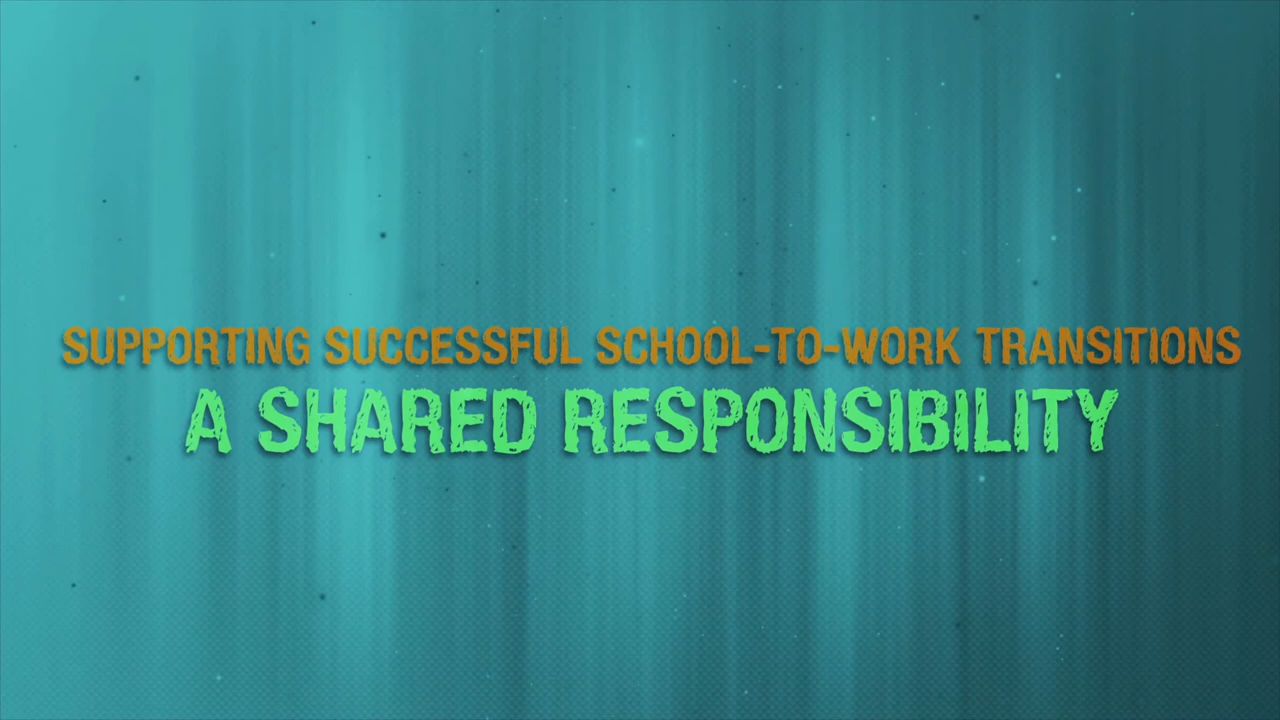 SUPPORTING SUCCESSFUL SCHOOL-TO-WORK TRANSITIONS
A SHARED RESPONSIBILITY